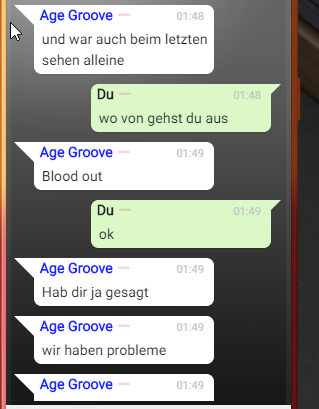 Age Groove 01:48
und war auch beim letzten
sehen alleine
Du 01:48
wo von gehst du aus
Age Groove 01:49
Blood out
Du 01:49
ok
Age Groove 01:49
Hab dir ja gesagt
Age Groove 01:49
wir haben probleme
Age Groove 01:49